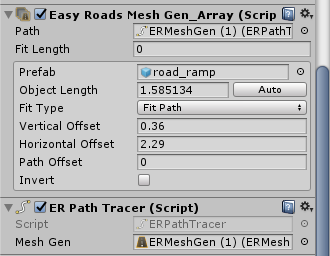 Easy Roads Mesh Gen_Array (Scrip
Path ERMeshGen (1) (ERPathT
Fit Length 0
Prefab road_ramp
Object Length 1.585134 Auto
Fit Type Fit Path
Vertical Offset 0.36
Horizontal Offset 2.29
Path Offset 0
Invert
ER Path Tracer (Script)
Script ERPathTracer
Mesh Gen ERMeshGen (1) (ERMesh